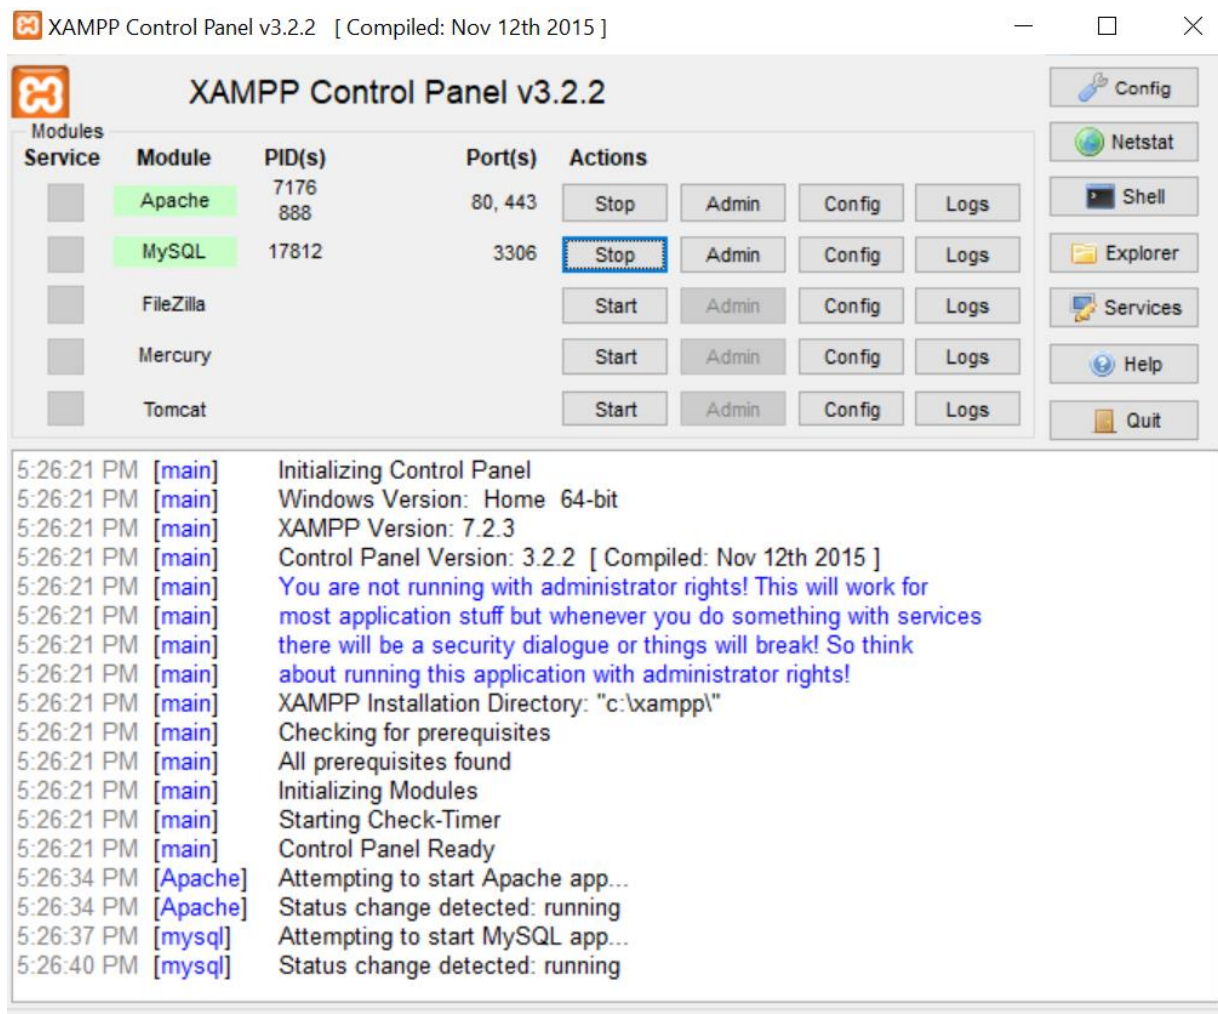 XAMPP Control Panel v3.2.2 [ Compiled: Nov 12th 2015 ]
XAMPP Control Panel v3.2.2
Config
Modules
Netstat
Service Module PID(s) Port(s) Actions
Apache 7176 888 80, 443 Stop Admin Config Logs
Shell
MySQL 17812 3306 Stop Admin Config Logs
Explorer
FileZilla Start Admin Config Logs
Services
Mercury Start Admin Config Logs
Help
Tomcat Start Admin Config Logs
Quit
5:26:21 PM [main] Initializing Control Panel
5:26:21 PM [main] Windows Version: Home 64-bit
5:26:21 PM [main] XAMPP Version: 7.2.3
5:26:21 PM [main] Control Panel Version: 3.2.2 [ Compiled: Nov 12th 2015 ]
5:26:21 PM [main] You are not running with administrator rights! This will work for
5:26:21 PM [main] most application stuff but whenever you do something with services
5:26:21 PM [main] there will be a security dialogue or things will break! So think
5:26:21 PM [main] about running this application with administrator rights!
5:26:21 PM [main] XAMPP Installation Directory: "c:\xampp\"
5:26:21 PM [main] Checking for prerequisites
5:26:21 PM [main] All prerequisites found
5:26:21 PM [main] Initializing Modules
5:26:21 PM [main] Starting Check-Timer
5:26:21 PM [main] Control Panel Ready
5:26:34 PM [Apache] Attempting to start Apache app...
5:26:34 PM [Apache] Status change detected: running
5:26:37 PM [mysql] Attempting to start MySQL app...
5:26:40 PM [mysql] Status change detected: running